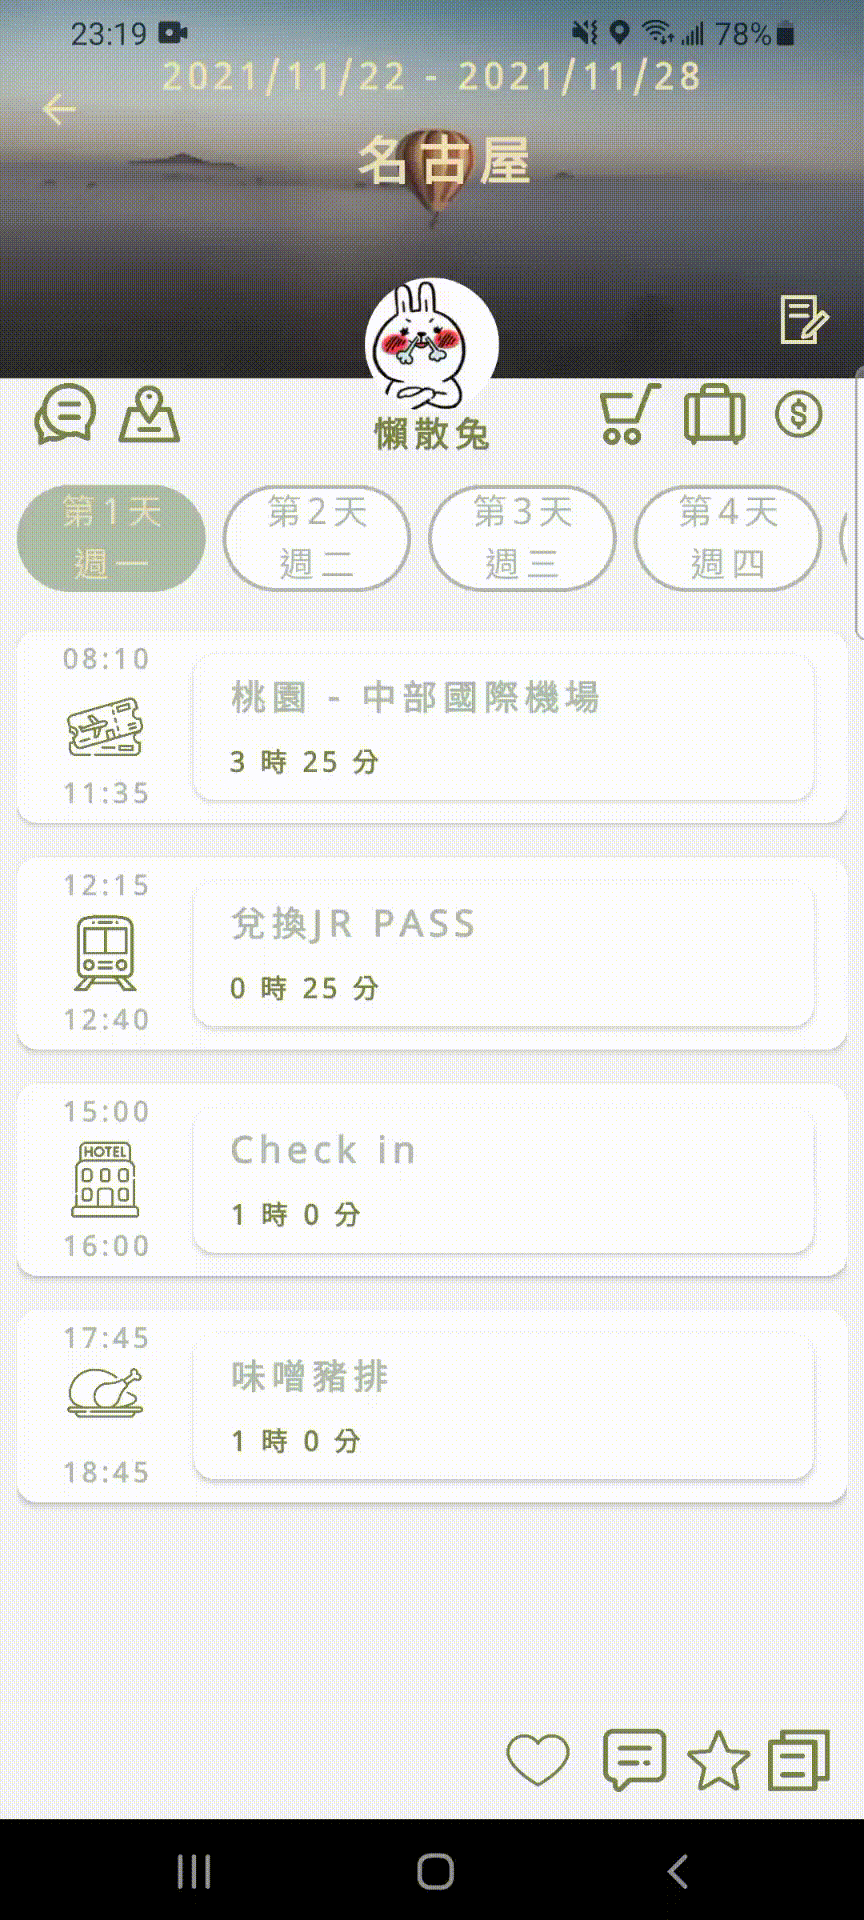 23:19 78%
2021/11/22 - 2021/11/28
名古屋
懶散兔
第1天 第2天 第3天 第4天
週一 週二 週三 週四
08:10
桃園 - 中部國際機場
3 時 25 分
11:35
12:15
兌換JR PASS
0 時 25 分
12:40
15:00
Check in
HOTEL
1 時 0 分
16:00
17:45
味噌豬排
1 時 0 分
18:45